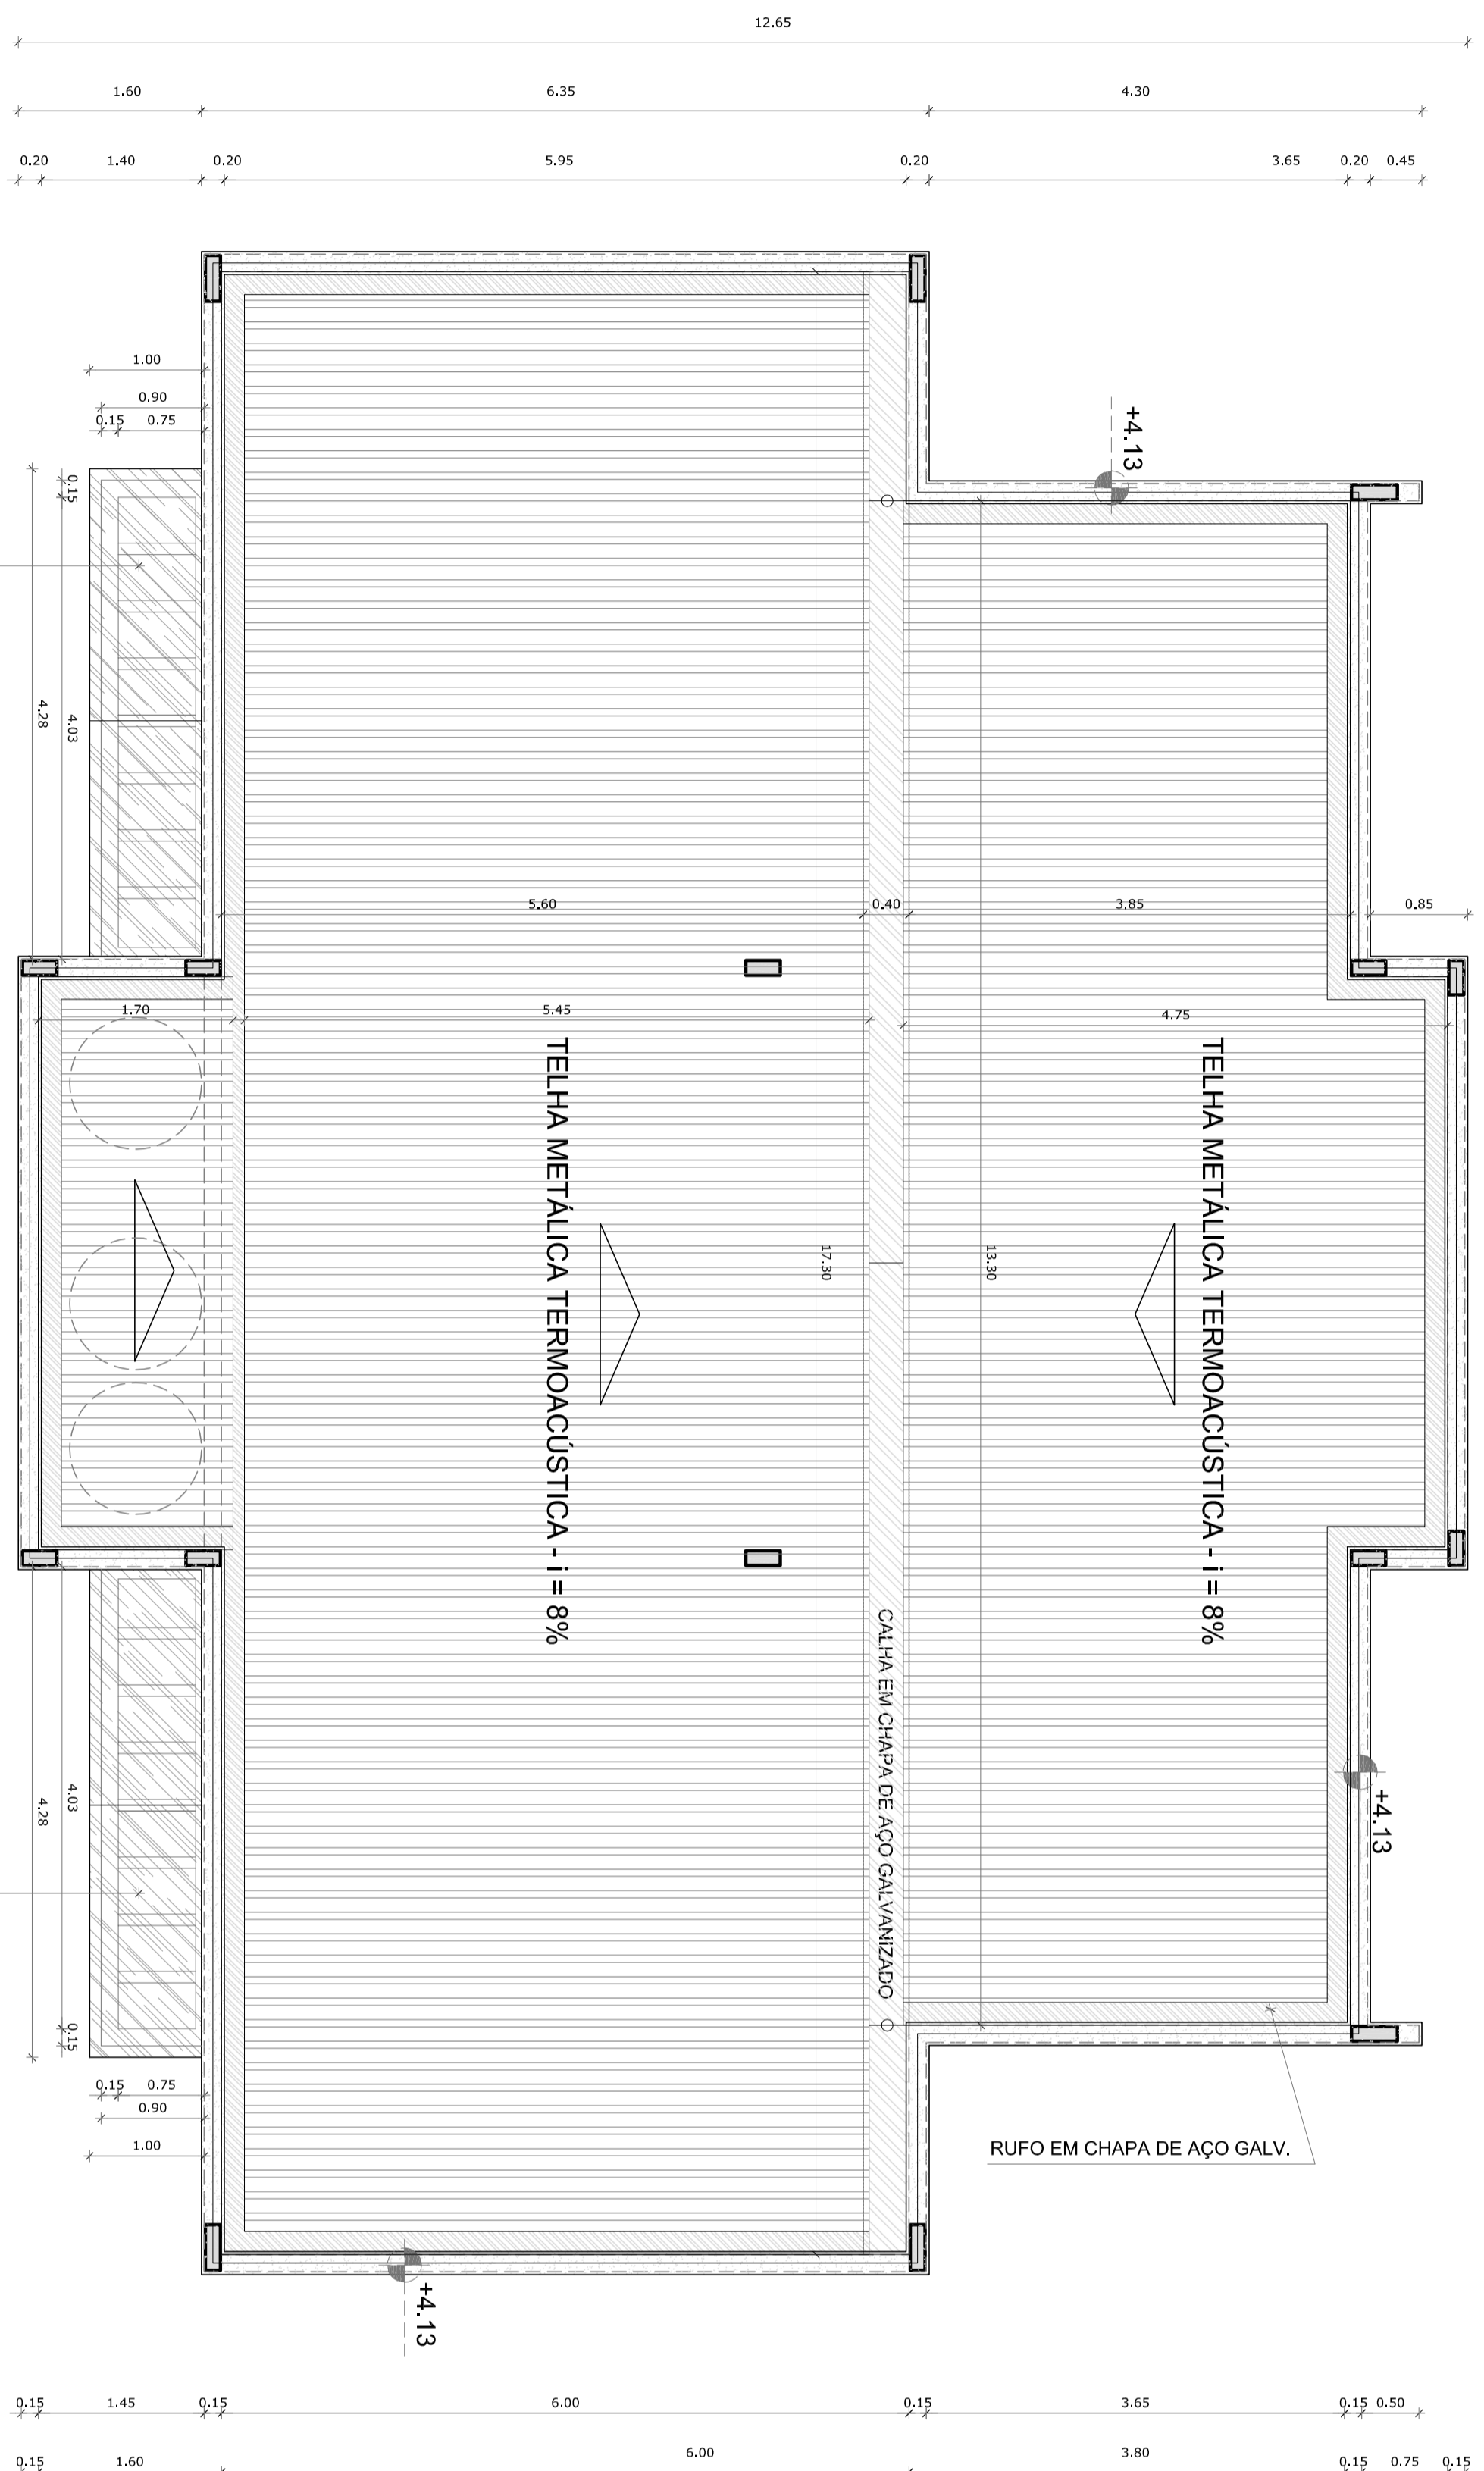 12.65
1.60 6.35 4.30
0.20 1.40 0.20 5.95 0.20 3.65 0.20 0.45
1.00
0.90
0.15 0.75
+4.13
0.15
4.03
4.28
5.60 0.40 3.85 0.85
1.70 5.45 4.75
TELHA METÁLICA TERMOACÚSTICA - i = 8%
TELHA METÁLICA TERMOACÚSTICA - i = 8%
17.30
13.30
CALHA EM CHAPA DE AÇO GALVANIZADO
4.03
4.28
+4.13
0.15
0.15 0.75
0.90
1.00
RUFO EM CHAPA DE AÇO GALV.
+4.13
0.15 1.45 0.15 6.00 0.15 3.65 0.15 0.50
0.15 1.60 6.00 3.80 0.15 0.75 0.15